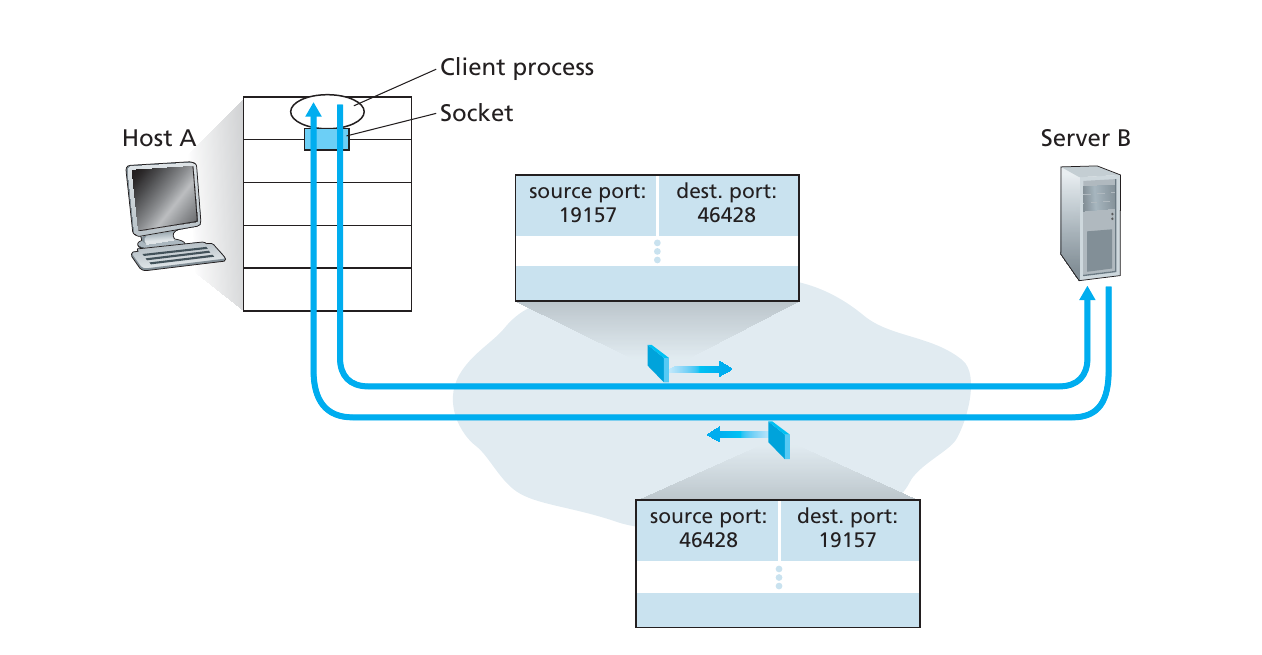 Client process
Socket
Host A
Server B
source port:
19157
dest. port:
46428
source port:
46428
dest. port:
19157